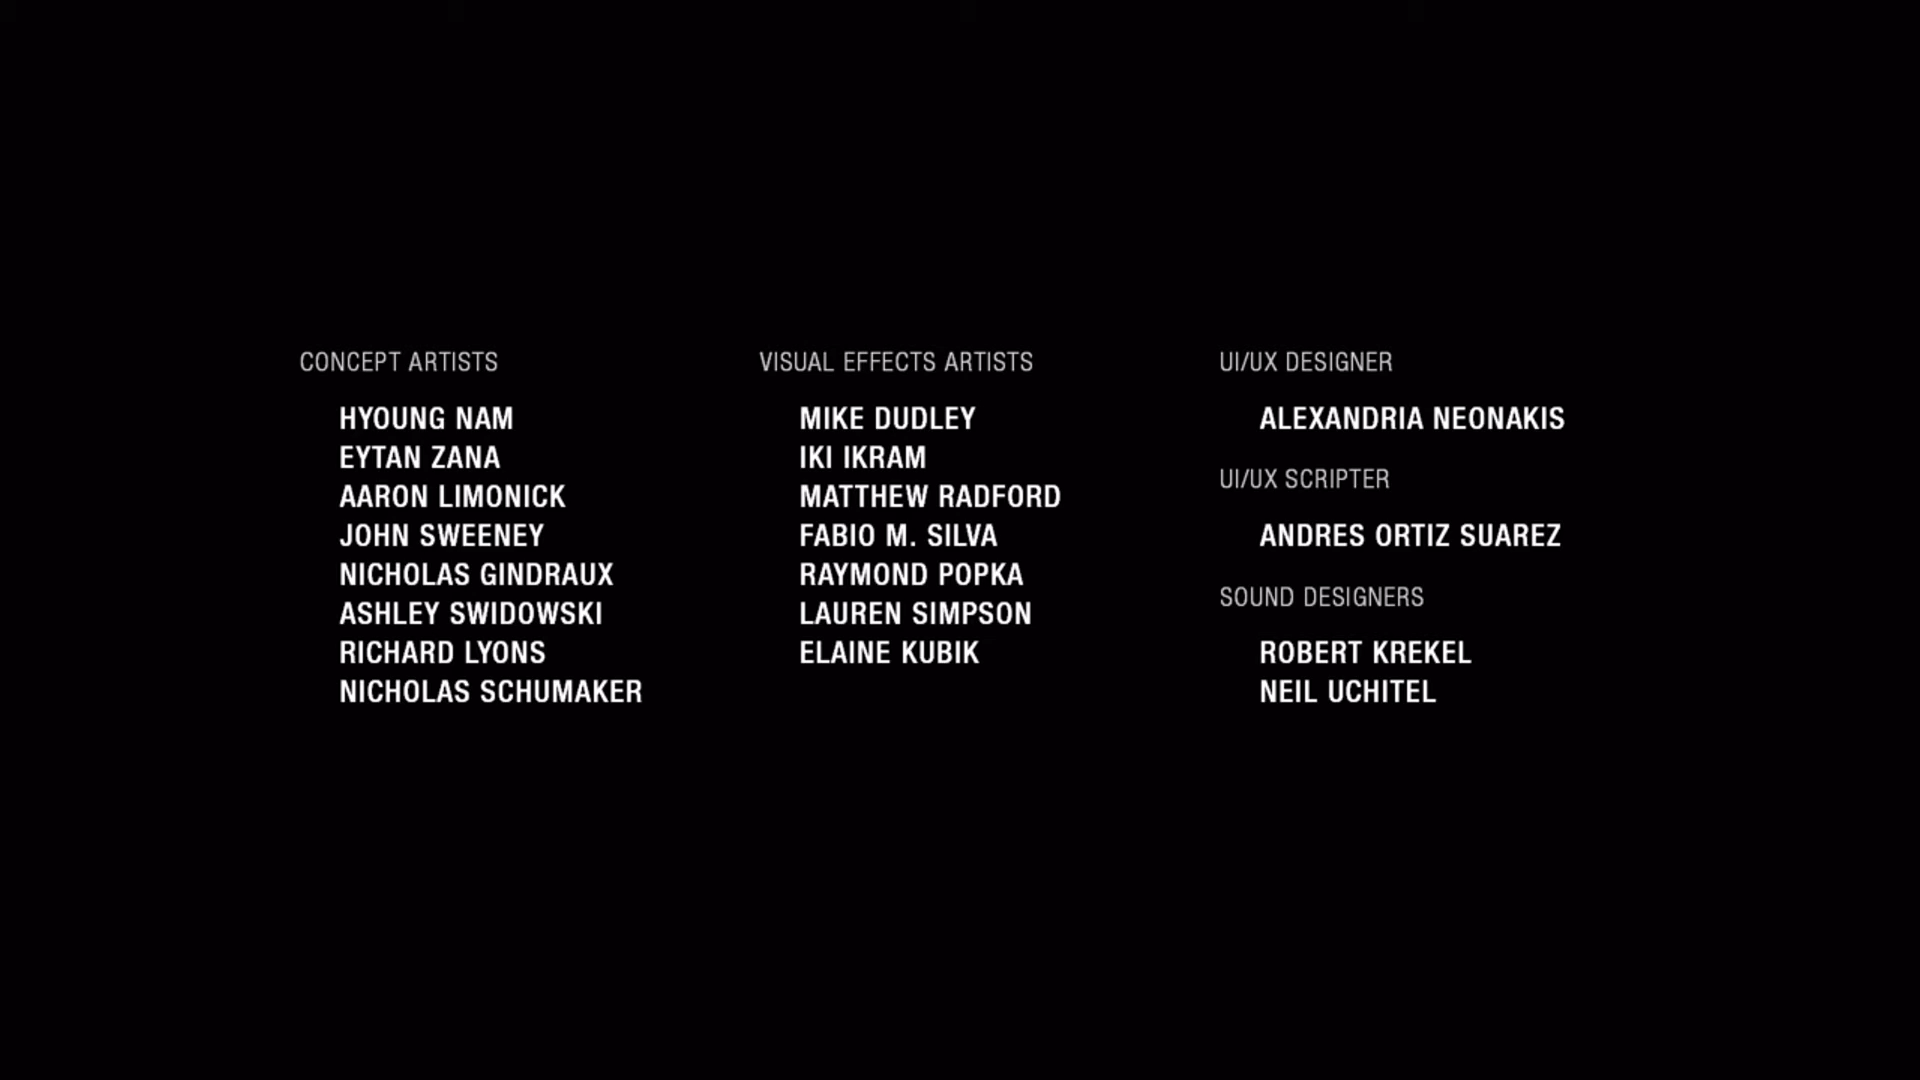 CONCEPT ARTISTS
HYOUNG NAM
EYTAN ZANA
AARON LIMONICK
JOHN SWEENEY
NICHOLAS GINDRAUX
ASHLEY SWIDOWSKI
RICHARD LYONS
NICHOLAS SCHUMAKER
VISUAL EFFECTS ARTISTS
MIKE DUDLEY
IKI IKRAM
MATTHEW RADFORD
FABIO M. SILVA
RAYMOND POPKA
LAUREN SIMPSON
ELAINE KUBIK
UI/UX DESIGNER
ALEXANDRIA NEONAKIS
UI/UX SCRIPTER
ANDRES ORTIZ SUAREZ
SOUND DESIGNERS
ROBERT KREKEL
NEIL UCHITEL